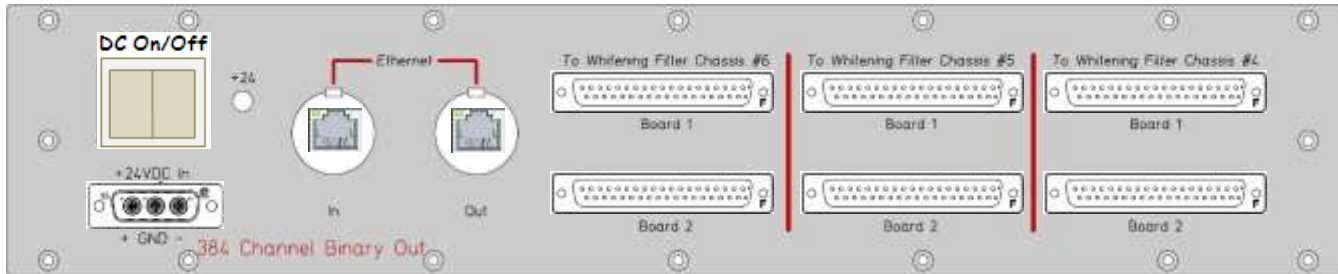 DC On/Off
+24
Ethernet
In
Out
+24VDC In
+ GND -
384 Channel Binary Out
To Whitening Filter Chassis #6
F
Board 1
F
Board 2
To Whitening Filter Chassis #5
F
Board 1
F
Board 2
To Whitening Filter Chassis #4
F
Board 1
F
Board 2